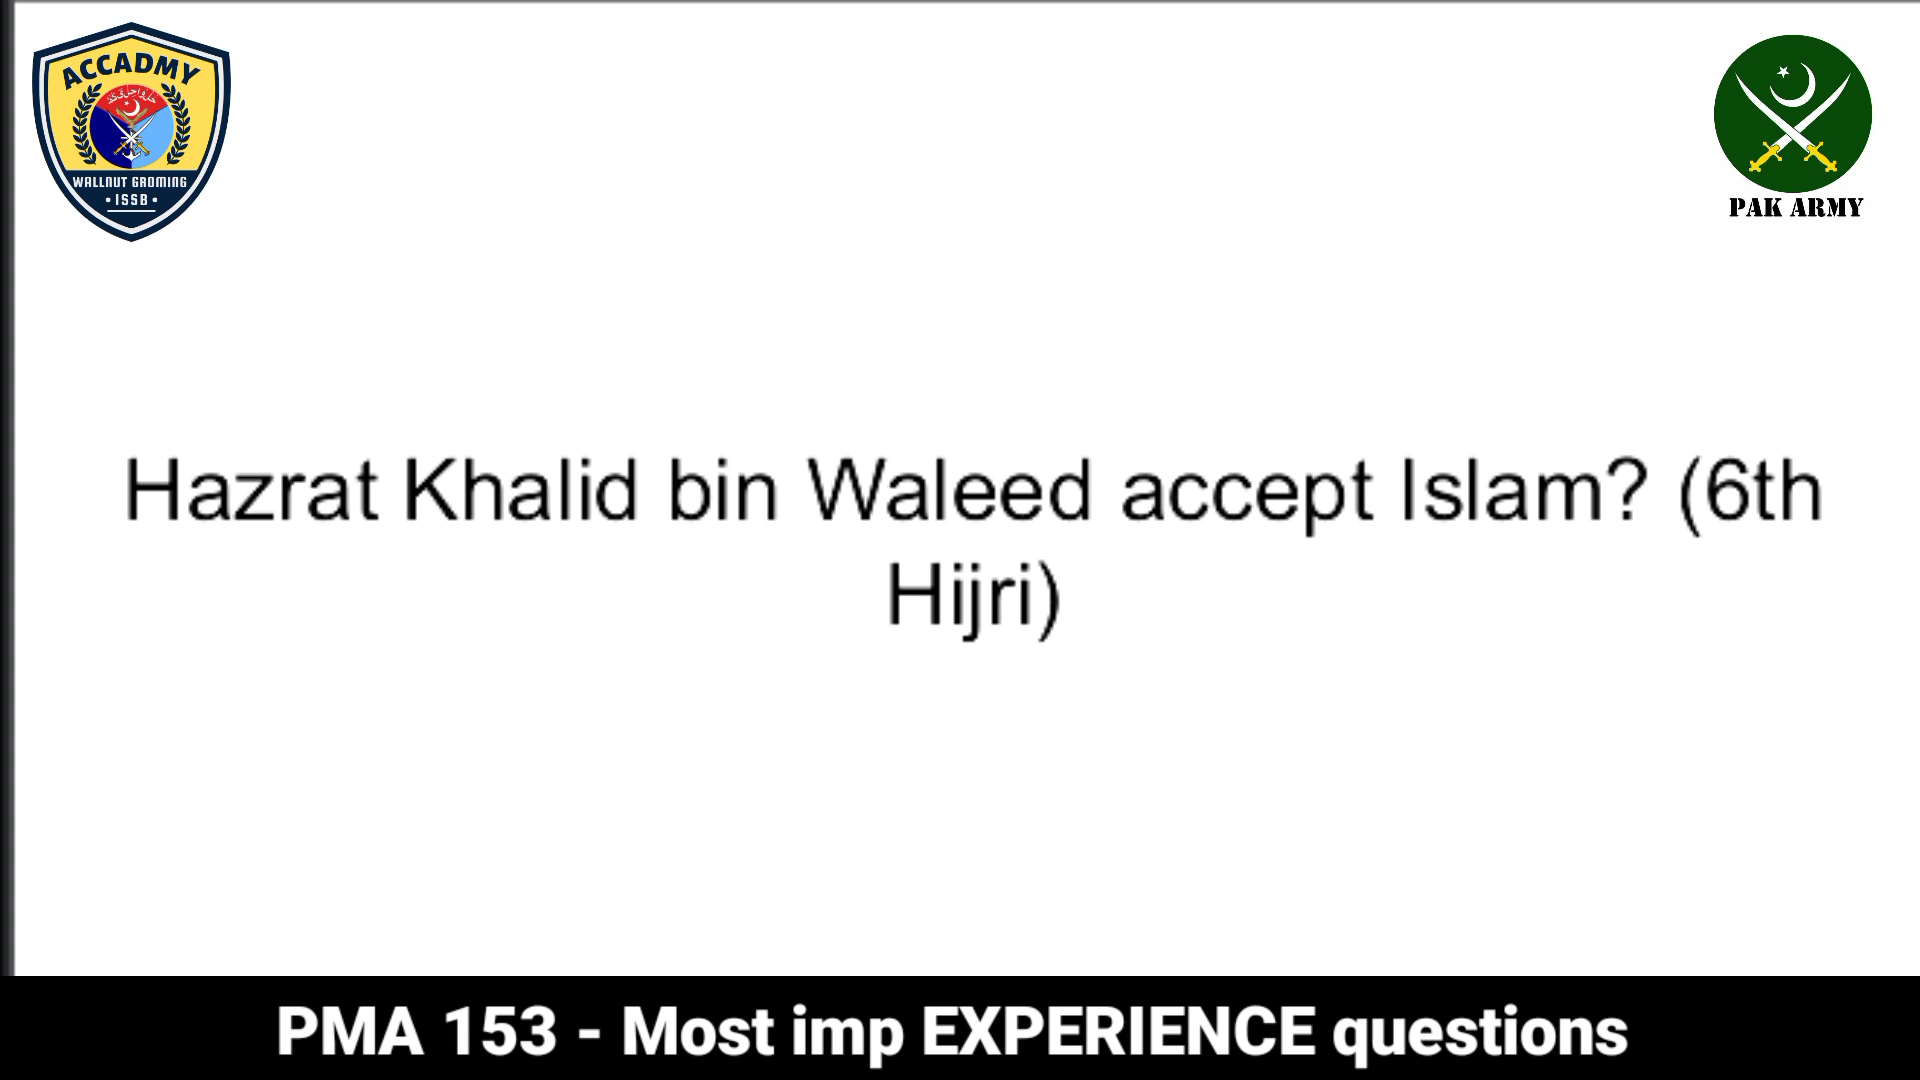 ACCADMY
WALLNUT GROMING
• ISSB •
PAK ARMY
Hazrat Khalid bin Waleed accept Islam? (6th
Hijri)
PMA 153 - Most imp EXPERIENCE questions